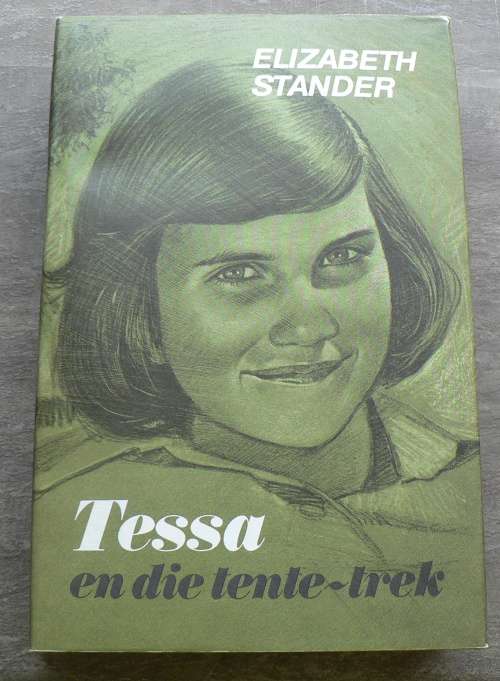 ELIZABETH
STANDER
Tessa
en die tente-trek